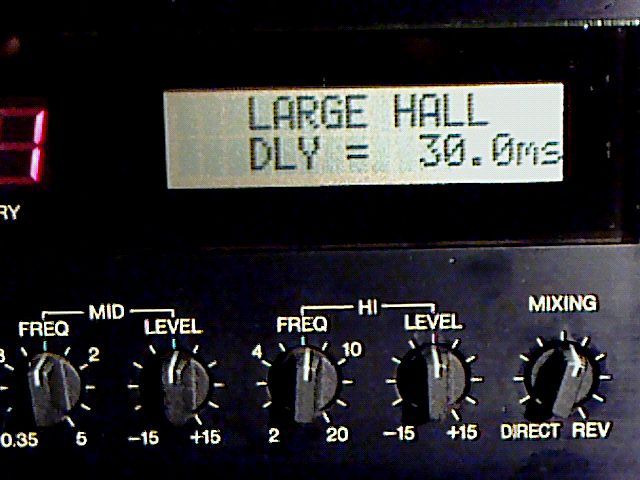 LARGE HALL
DLY = 30.0ms
RY
MID
HI
MIXING
FREQ
LEVEL
FREQ
LEVEL
3 2
4 10
0.35 5
-15 +15
2 20
-15 +15
DIRECT REV